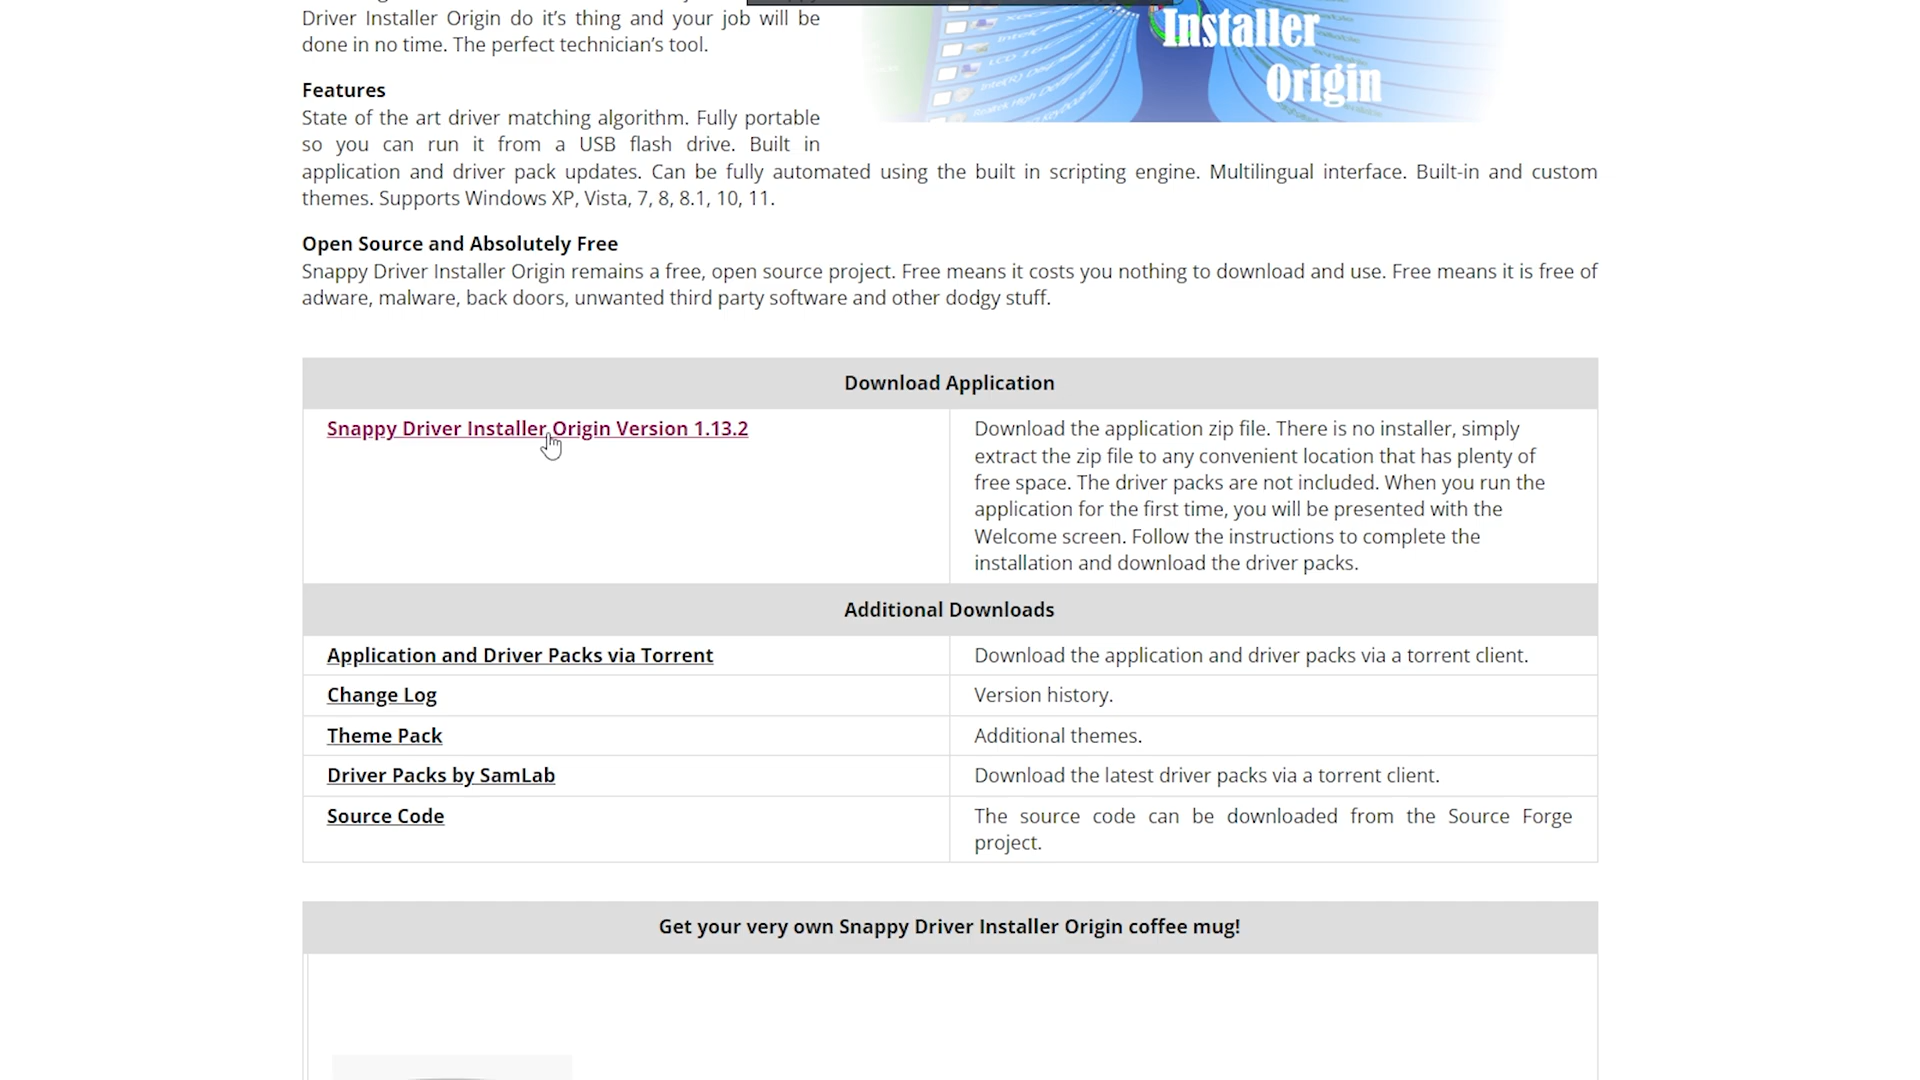 Driver Installer Origin do it’s thing and your job will be
done in no time. The perfect technician’s tool.
Installer
Origin
Features
State of the art driver matching algorithm. Fully portable
so you can run it from a USB flash drive. Built in
application and driver pack updates. Can be fully automated using the built in scripting engine. Multilingual interface. Built-in and custom
themes. Supports Windows XP, Vista, 7, 8, 8.1, 10, 11.
Open Source and Absolutely Free
Snappy Driver Installer Origin remains a free, open source project. Free means it costs you nothing to download and use. Free means it is free of
adware, malware, back doors, unwanted third party software and other dodgy stuff.
Download Application
Snappy Driver Installer Origin Version 1.13.2
Download the application zip file. There is no installer, simply
extract the zip file to any convenient location that has plenty of
free space. The driver packs are not included. When you run the
application for the first time, you will be presented with the
Welcome screen. Follow the instructions to complete the
installation and download the driver packs.
Additional Downloads
Application and Driver Packs via Torrent
Download the application and driver packs via a torrent client.
Change Log
Version history.
Theme Pack
Additional themes.
Driver Packs by SamLab
Download the latest driver packs via a torrent client.
Source Code
The source code can be downloaded from the Source Forge
project.
Get your very own Snappy Driver Installer Origin coffee mug!